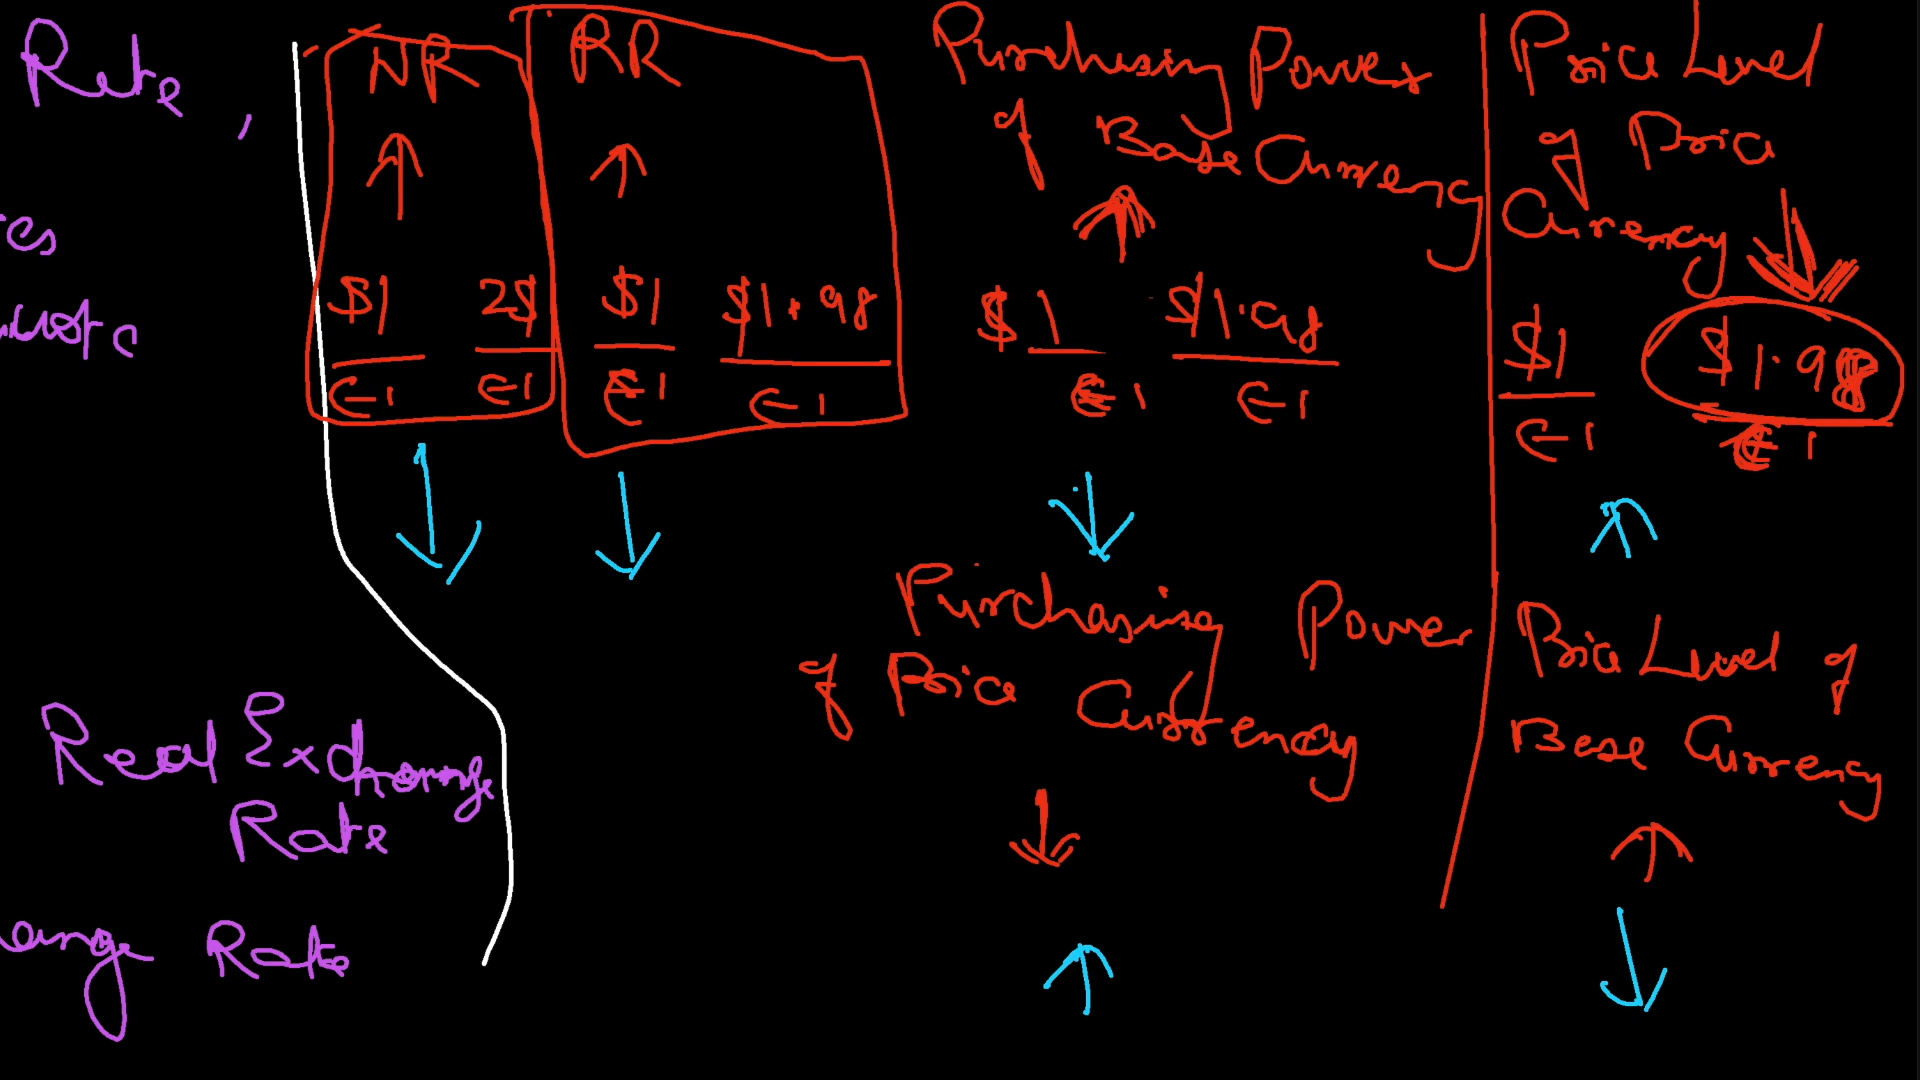 Rate,
es
Real Exchange
Rate
ange Rate
NR RR
$1 2$ $1 $1.98
€1 €1 €1 €1
Purchasing Power
of Base Currency
$1 $1.98
€1 €1
Purchasing Power
of Price Currency
Price Level
of Price
Currency
$1 $1.98
€1 €1
Price Level of
Base Currency